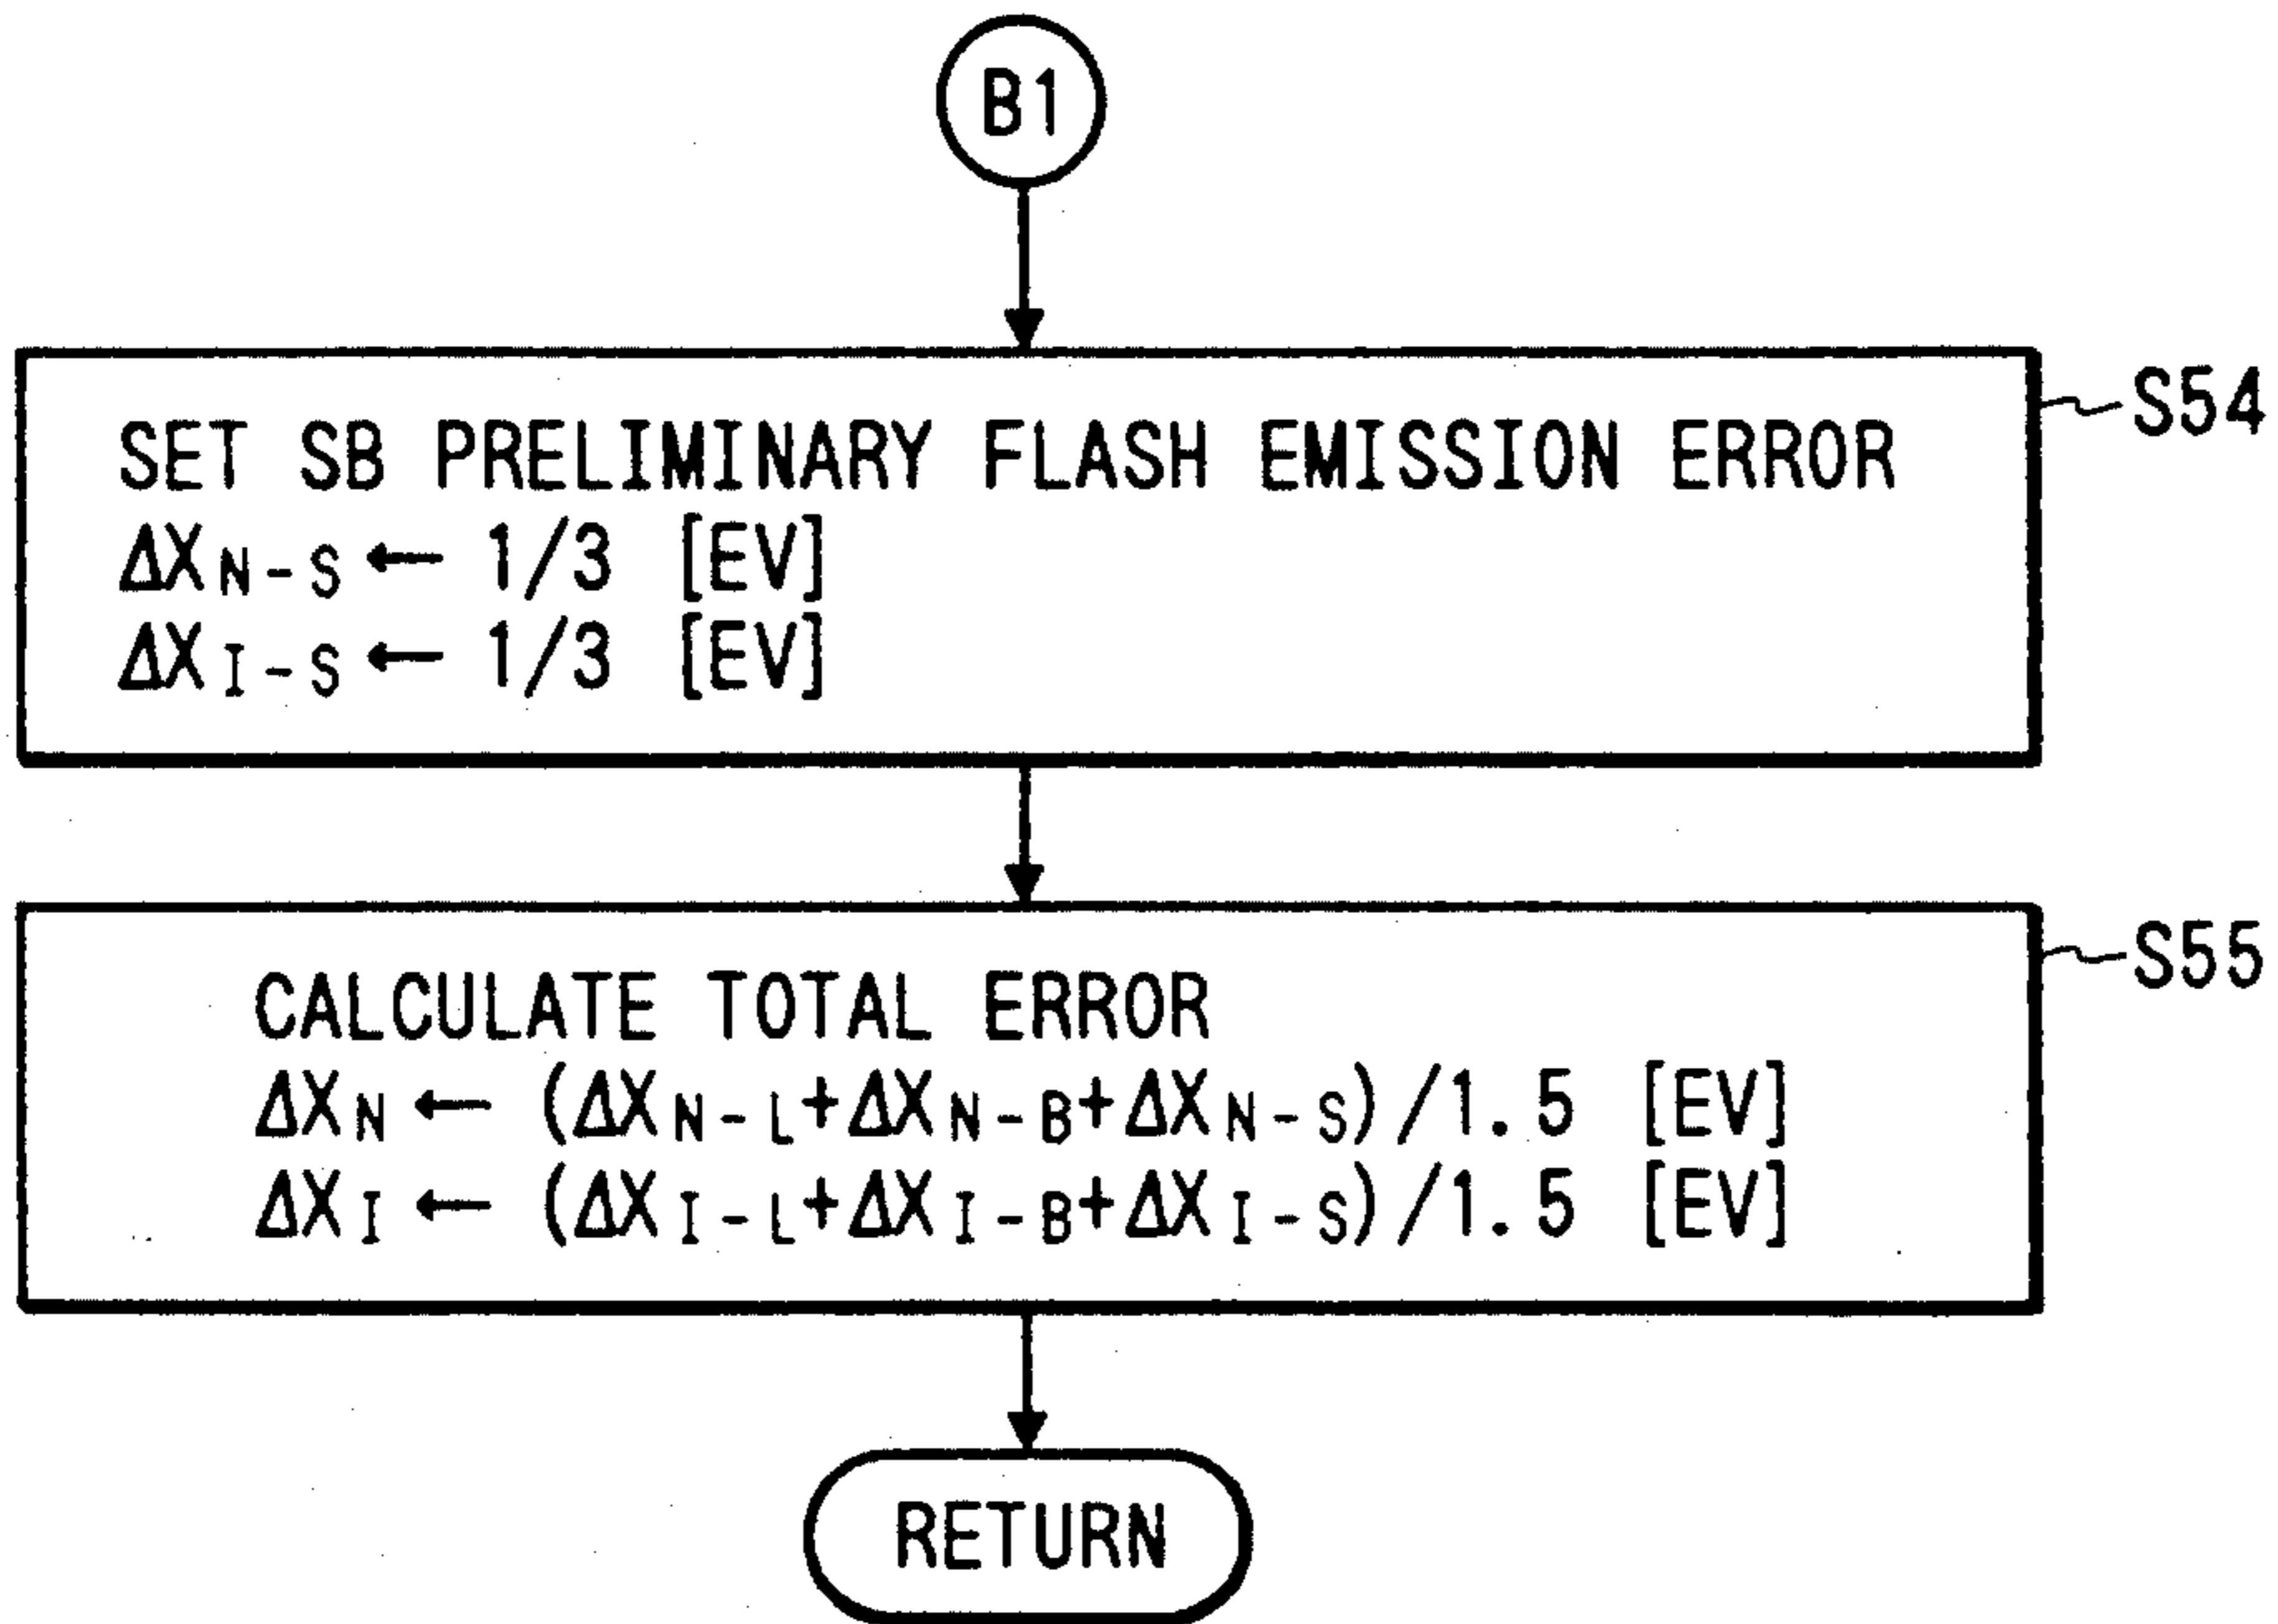 B1
S54
SET SB PRELIMINARY FLASH EMISSION ERROR
ΔXN-S ← 1/3 [EV]
ΔXI-S ← 1/3 [EV]
S55
CALCULATE TOTAL ERROR
ΔXN ← (ΔXN-L+ΔXN-B+ΔXN-S)/1.5 [EV]
ΔXI ← (ΔXI-L+ΔXI-B+ΔXI-S)/1.5 [EV]
RETURN